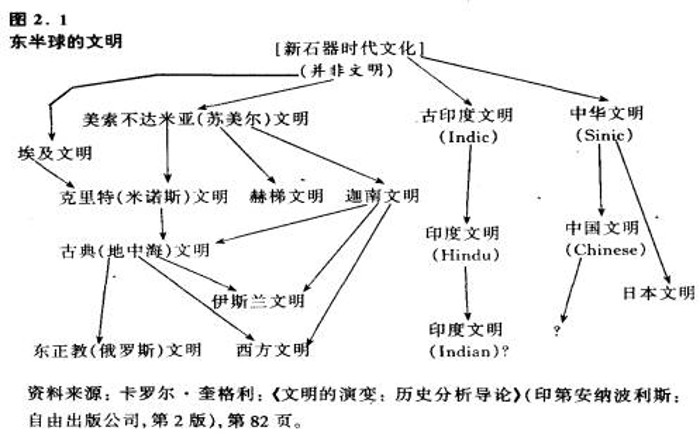 图 2. 1
东半球的文明
[新石器时代文化]
(并非文明)
美索不达米亚(苏美尔)文明
古印度文明
(Indic)
中华文明
(Sinic)
埃及文明
克里特(米诺斯)文明
赫梯文明
迦南文明
古典(地中海)文明
印度文明
(Hindu)
中国文明
(Chinese)
伊斯兰文明
日本文明
东正教(俄罗斯)文明
西方文明
印度文明
(Indian)?
?
资料来源: 卡罗尔·奎格利:《文明的演变: 历史分析导论》(印第安纳波利斯:
自由出版公司,第2版),第82页。